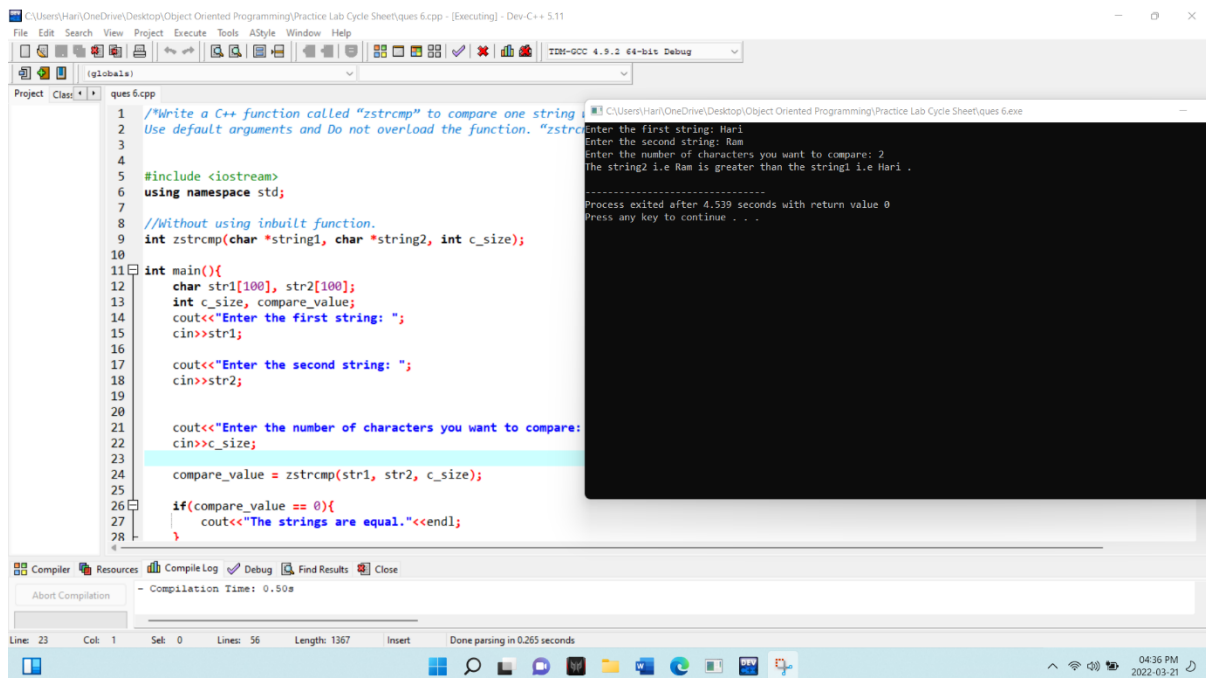 C:\Users\Hari\OneDrive\Desktop\Object Oriented Programming\Practice Lab Cycle Sheet\ques 6.cpp - [Executing] - Dev-C++ 5.11
File Edit Search View Project Execute Tools AStyle Window Help
TDM-GCC 4.9.2 64-bit Debug
(globals)
Project Clas
ques 6.cpp
1 /*Write a C++ function called “zstrcmp” to compare one string
2 Use default arguments and Do not overload the function. “zstrc
3
4
5 #include <iostream>
6 using namespace std;
7
8 //Without using inbuilt function.
9 int zstrcmp(char *string1, char *string2, int c_size);
10
11 int main(){
12 char str1[100], str2[100];
13 int c_size, compare_value;
14 cout<<"Enter the first string: ";
15 cin>>str1;
16
17 cout<<"Enter the second string: ";
18 cin>>str2;
19
20
21 cout<<"Enter the number of characters you want to compare:
22 cin>>c_size;
23
24 compare_value = zstrcmp(str1, str2, c_size);
25
26 if(compare_value == 0){
27 cout<<"The strings are equal."<<endl;
28 }
C:\Users\Hari\OneDrive\Desktop\Object Oriented Programming\Practice Lab Cycle Sheet\ques 6.exe
Enter the first string: Hari
Enter the second string: Ram
Enter the number of characters you want to compare: 2
The string2 i.e Ram is greater than the string1 i.e Hari .
--------------------------------
Process exited after 4.539 seconds with return value 0
Press any key to continue . . .
Compiler Resources Compile Log Debug Find Results Close
Abort Compilation
- Compilation Time: 0.50s
Line: 23 Col: 1 Sel: 0 Lines: 56 Length: 1367 Insert Done parsing in 0.265 seconds
DEV
04:36 PM
2022-03-21